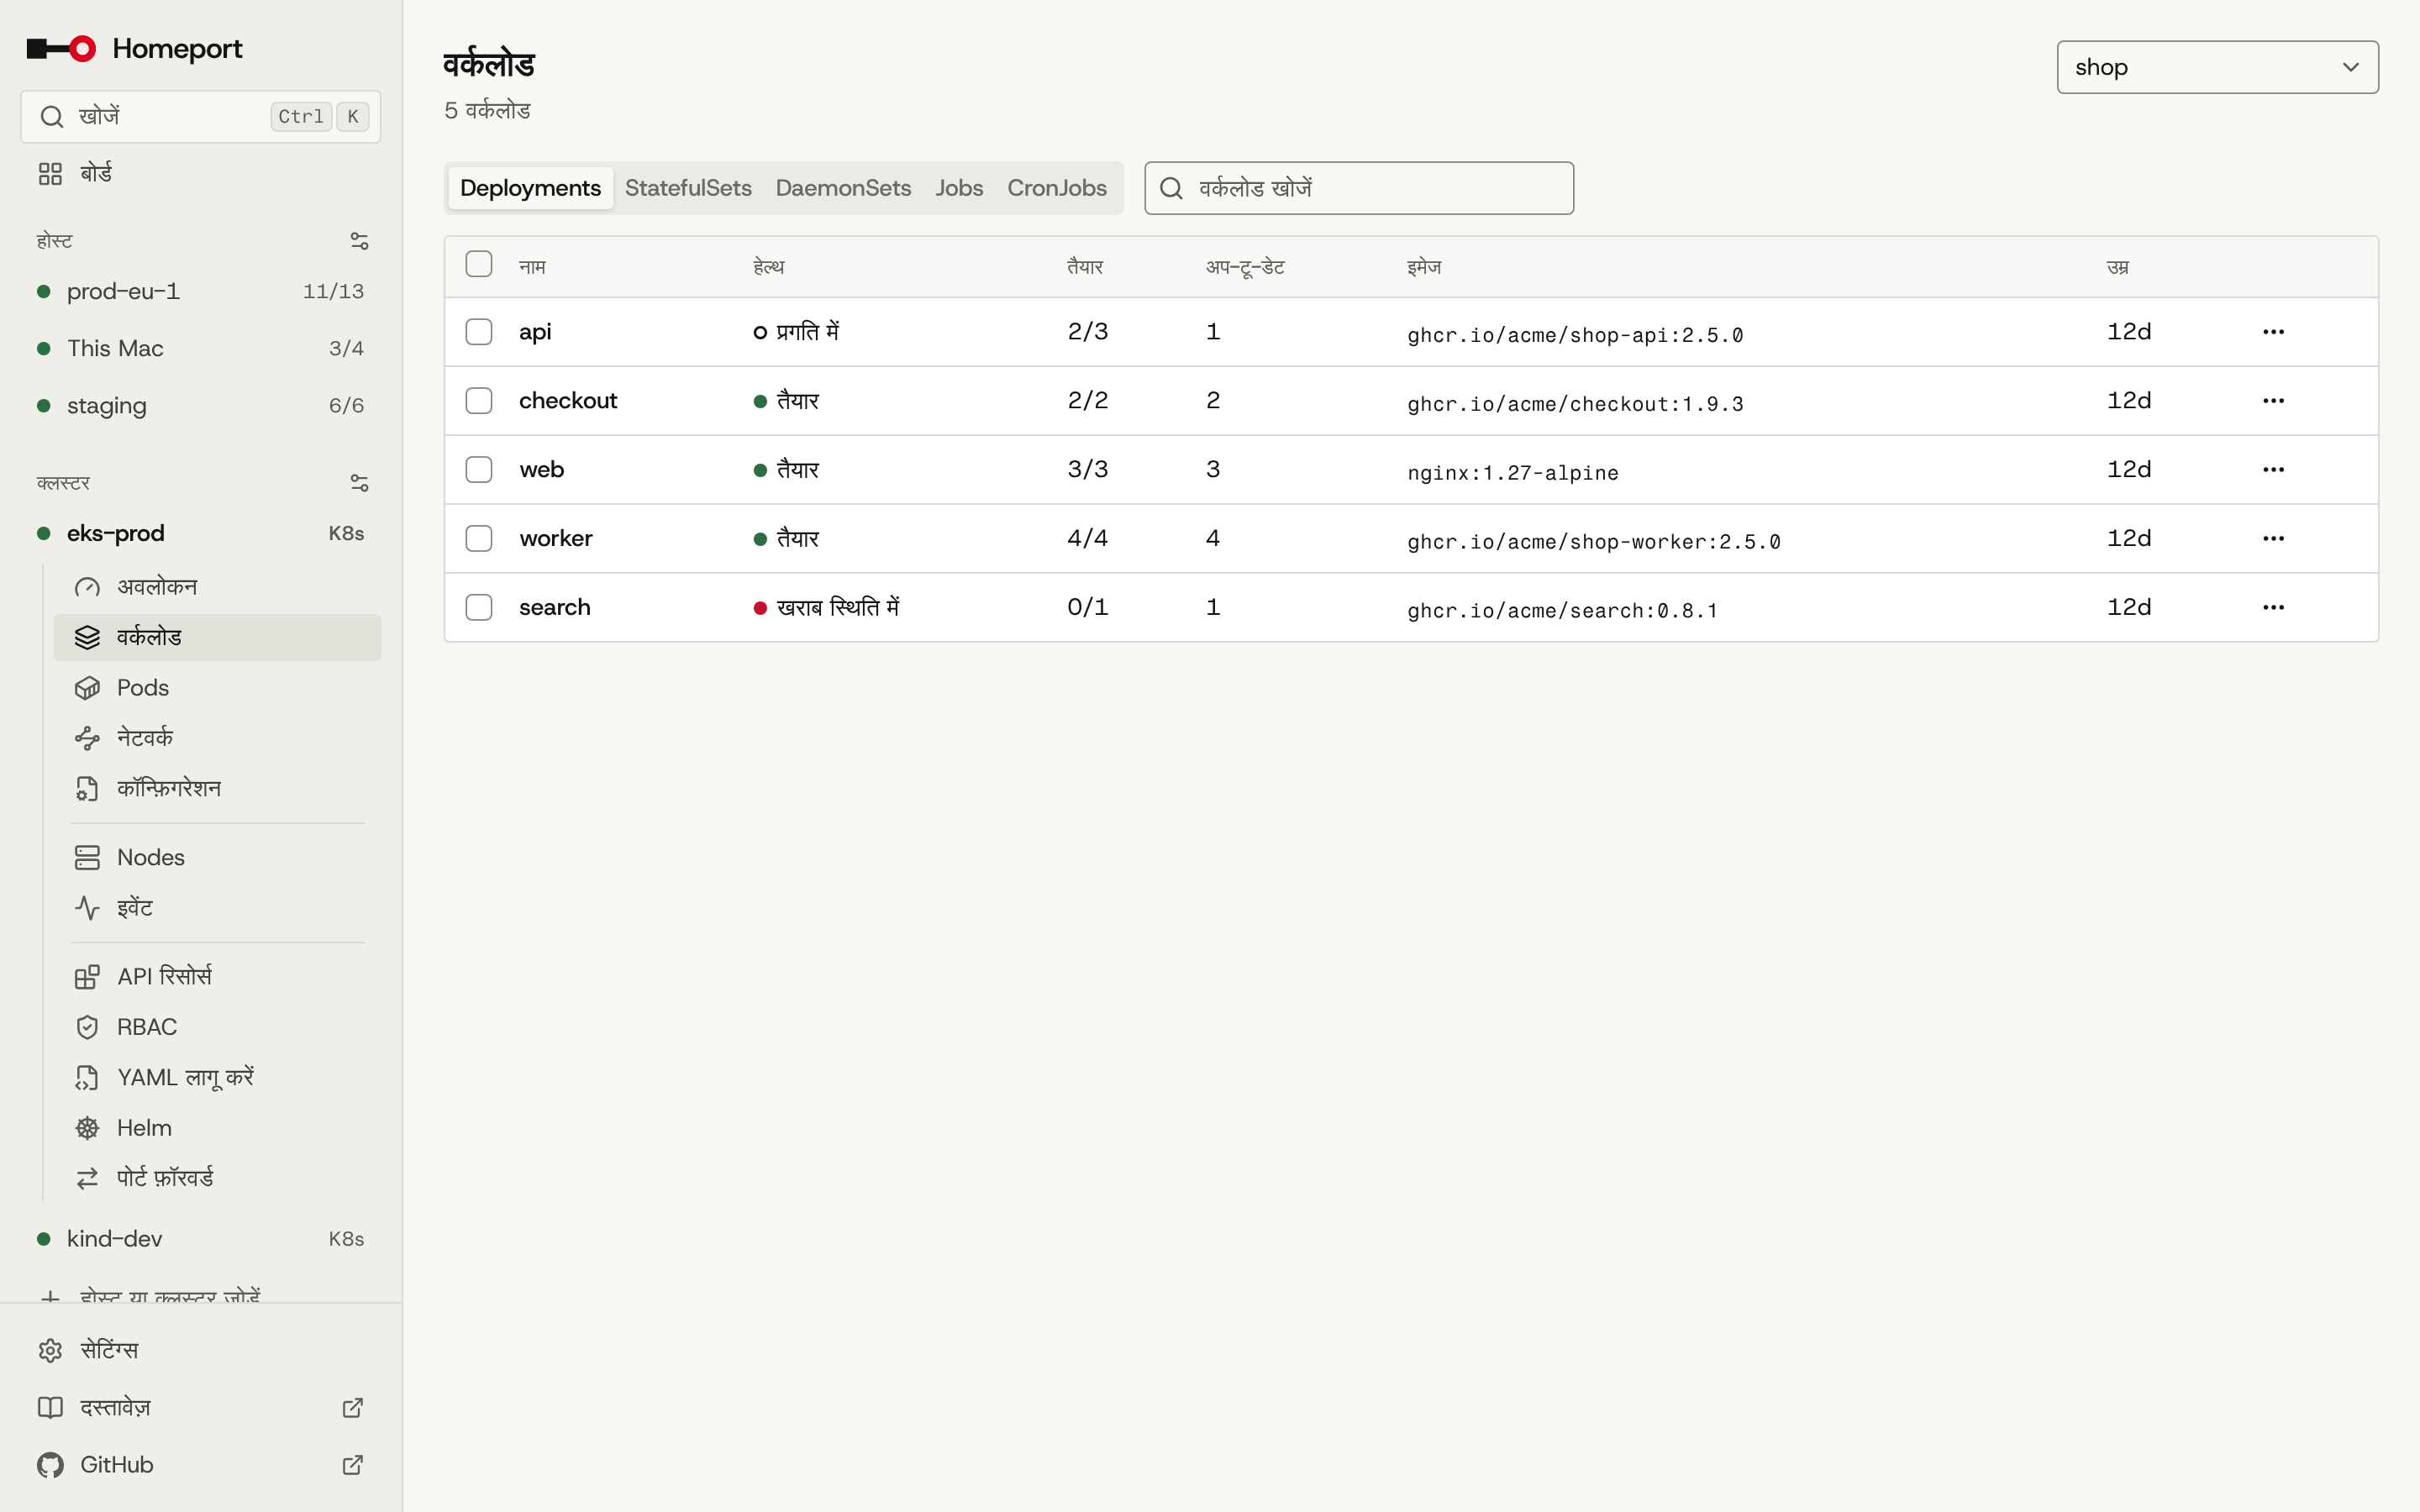 Homeport
खोजें Ctrl K
बोर्ड
होस्ट
prod-eu-1 11/13
This Mac 3/4
staging 6/6
क्लस्टर
eks-prod K8s
अवलोकन
वर्कलोड
Pods
नेटवर्क
कॉन्फ़िगरेशन
Nodes
इवेंट
API रिसोर्स
RBAC
YAML लागू करें
Helm
पोर्ट फ़ॉरवर्ड
kind-dev K8s
होस्ट या क्लस्टर जोड़ें
सेटिंग्स
दस्तावेज़
GitHub
वर्कलोड
5 वर्कलोड
shop
Deployments StatefulSets DaemonSets Jobs CronJobs
वर्कलोड खोजें
नाम हेल्थ तैयार अप-टू-डेट इमेज उम्र
api प्रगति में 2/3 1 ghcr.io/acme/shop-api:2.5.0 12d
checkout तैयार 2/2 2 ghcr.io/acme/checkout:1.9.3 12d
web तैयार 3/3 3 nginx:1.27-alpine 12d
worker तैयार 4/4 4 ghcr.io/acme/shop-worker:2.5.0 12d
search खराब स्थिति में 0/1 1 ghcr.io/acme/search:0.8.1 12d